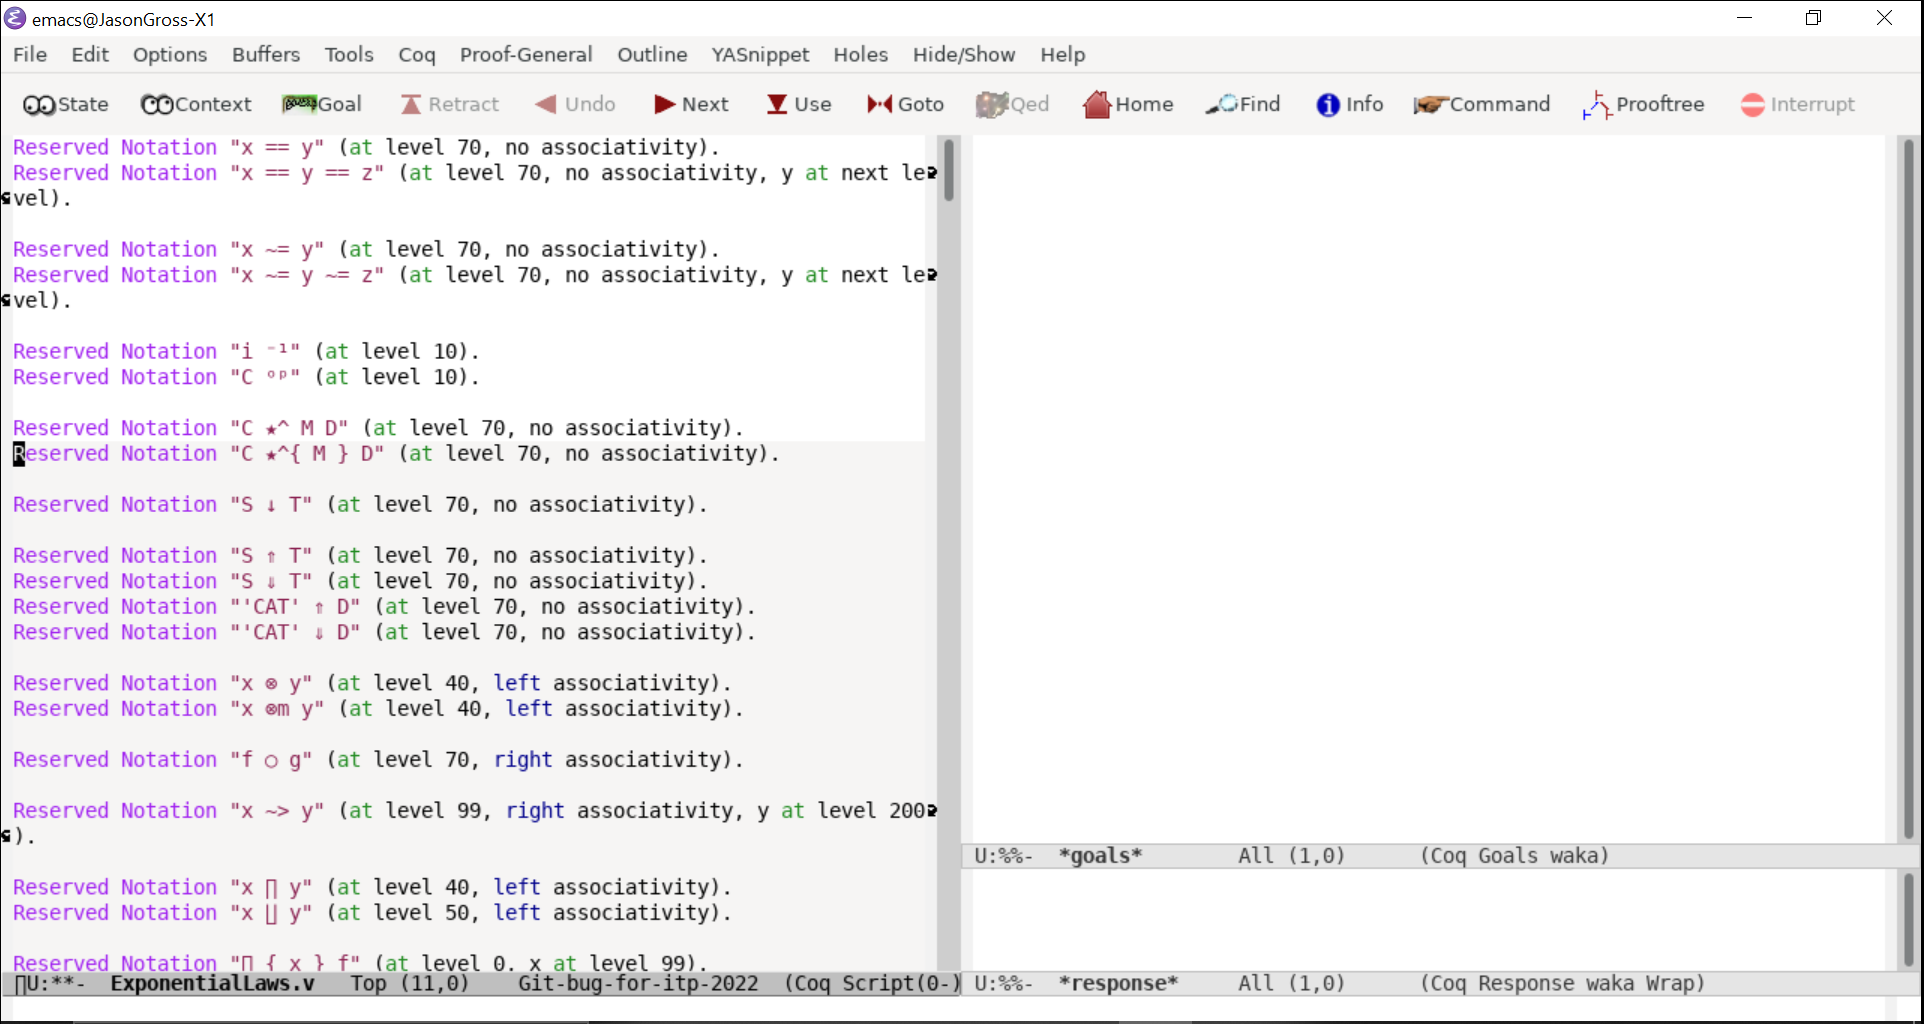 emacs@JasonGross-X1
File Edit Options Buffers Tools Coq Proof-General Outline YASnippet Holes Hide/Show Help
State Context Goal Retract Undo Next Use Goto Qed Home Find Info Command Prooftree Interrupt
Reserved Notation "x == y" (at level 70, no associativity).
Reserved Notation "x == y == z" (at level 70, no associativity, y at next le
vel).
Reserved Notation "x ~= y" (at level 70, no associativity).
Reserved Notation "x ~= y ~= z" (at level 70, no associativity, y at next le
vel).
Reserved Notation "i ⁻¹" (at level 10).
Reserved Notation "C ᵒᵖ" (at level 10).
Reserved Notation "C ★^ M D" (at level 70, no associativity).
Reserved Notation "C ★^{ M } D" (at level 70, no associativity).
Reserved Notation "S ↓ T" (at level 70, no associativity).
Reserved Notation "S ⇑ T" (at level 70, no associativity).
Reserved Notation "S ⇓ T" (at level 70, no associativity).
Reserved Notation "'CAT' ⇑ D" (at level 70, no associativity).
Reserved Notation "'CAT' ⇓ D" (at level 70, no associativity).
Reserved Notation "x ⊗ y" (at level 40, left associativity).
Reserved Notation "x ⊗m y" (at level 40, left associativity).
Reserved Notation "f ○ g" (at level 70, right associativity).
Reserved Notation "x ~> y" (at level 99, right associativity, y at level 200
).
Reserved Notation "x ∏ y" (at level 40, left associativity).
Reserved Notation "x ∐ y" (at level 50, left associativity).
Reserved Notation "∏ { x } f" (at level 0, x at level 99).
∏U:**- ExponentialLaws.v Top (11,0) Git-bug-for-itp-2022 (Coq Script(0-)
U:%%- *goals* All (1,0) (Coq Goals waka)
U:%%- *response* All (1,0) (Coq Response waka Wrap)